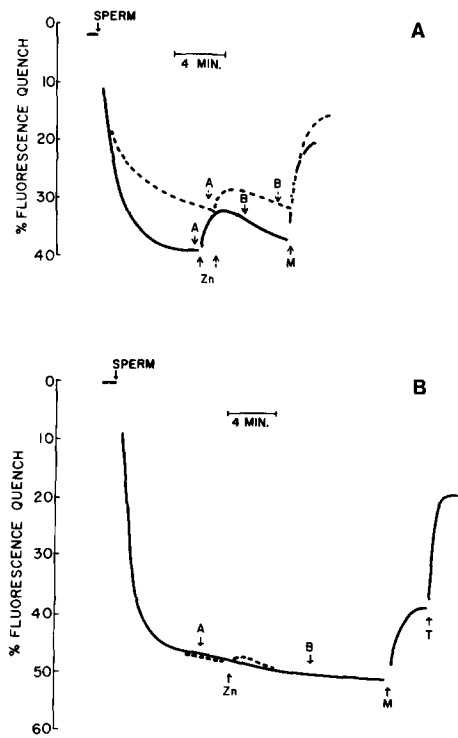 SPERM
A
4 MIN.
% FLUORESCENCE QUENCH
0
10
20
30
40
A
B
A
B
Zn
M
SPERM
B
4 MIN.
% FLUORESCENCE QUENCH
0
10
20
30
40
50
60
A
B
Zn
M
T